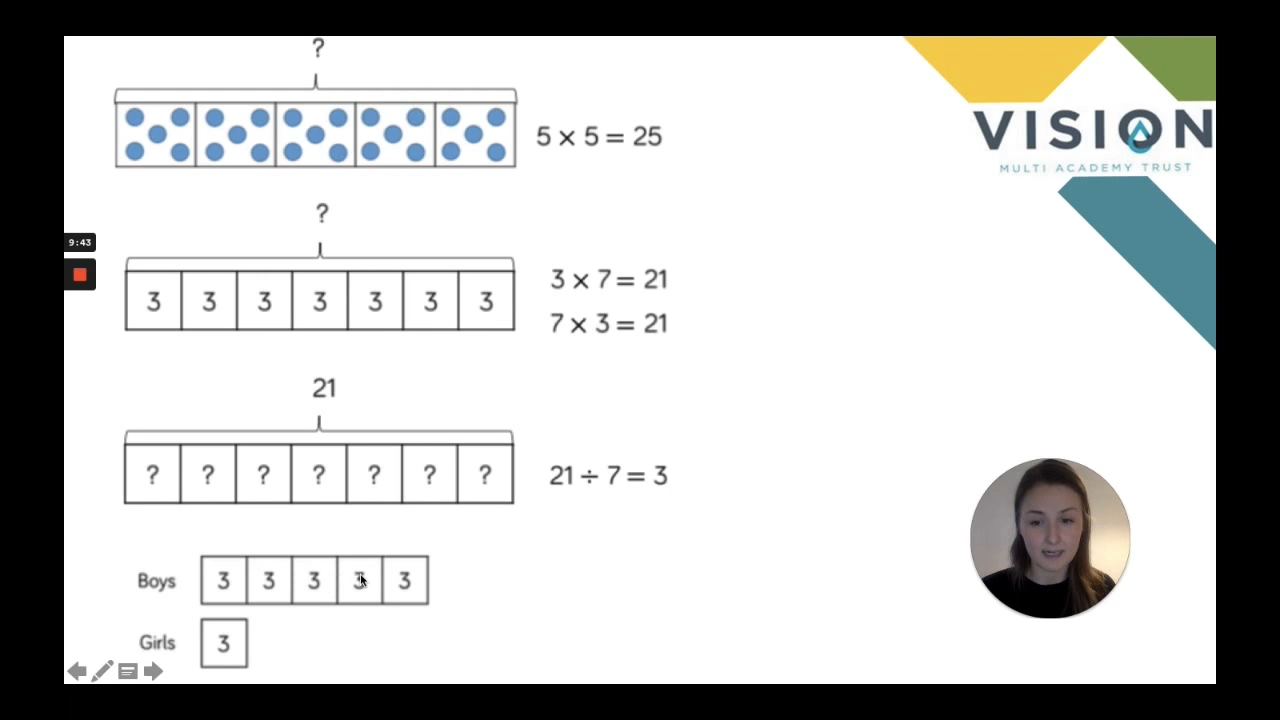 ?
5 × 5 = 25
VISION
MULTI ACADEMY TRUST
?
9:43
3 3 3 3 3 3 3
3 × 7 = 21
7 × 3 = 21
21
? ? ? ? ? ? ?
21 ÷ 7 = 3
Boys 3 3 3 3 3
Girls 3